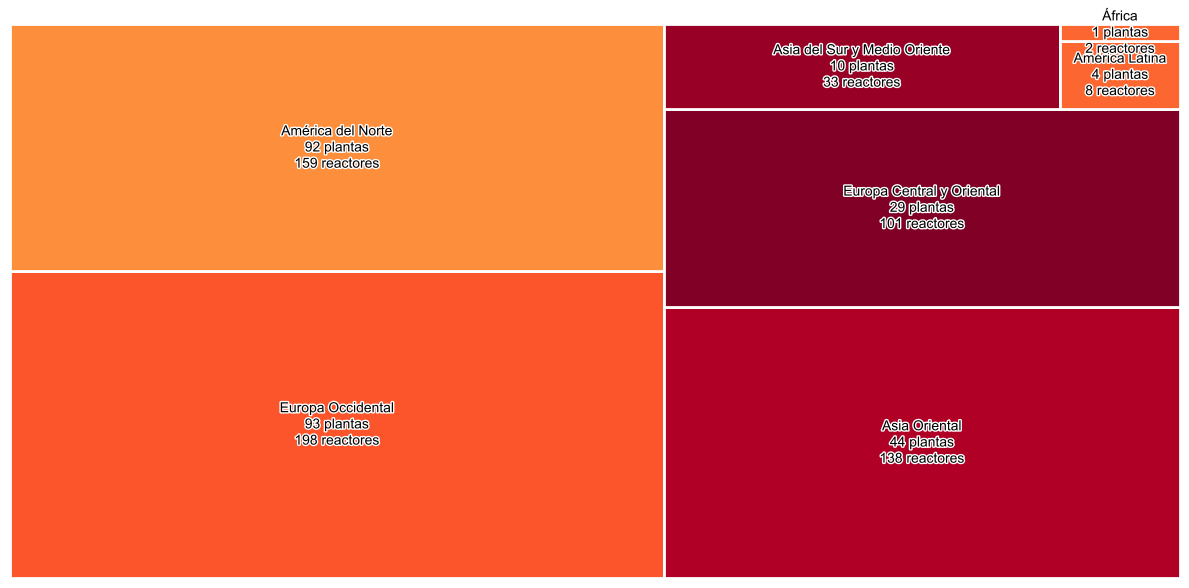 América del Norte
92 plantas
159 reactores
Europa Occidental
93 plantas
198 reactores
Asia del Sur y Medio Oriente
10 plantas
33 reactores
África
1 plantas
2 reactores
América Latina
4 plantas
8 reactores
Europa Central y Oriental
29 plantas
101 reactores
Asia Oriental
44 plantas
138 reactores